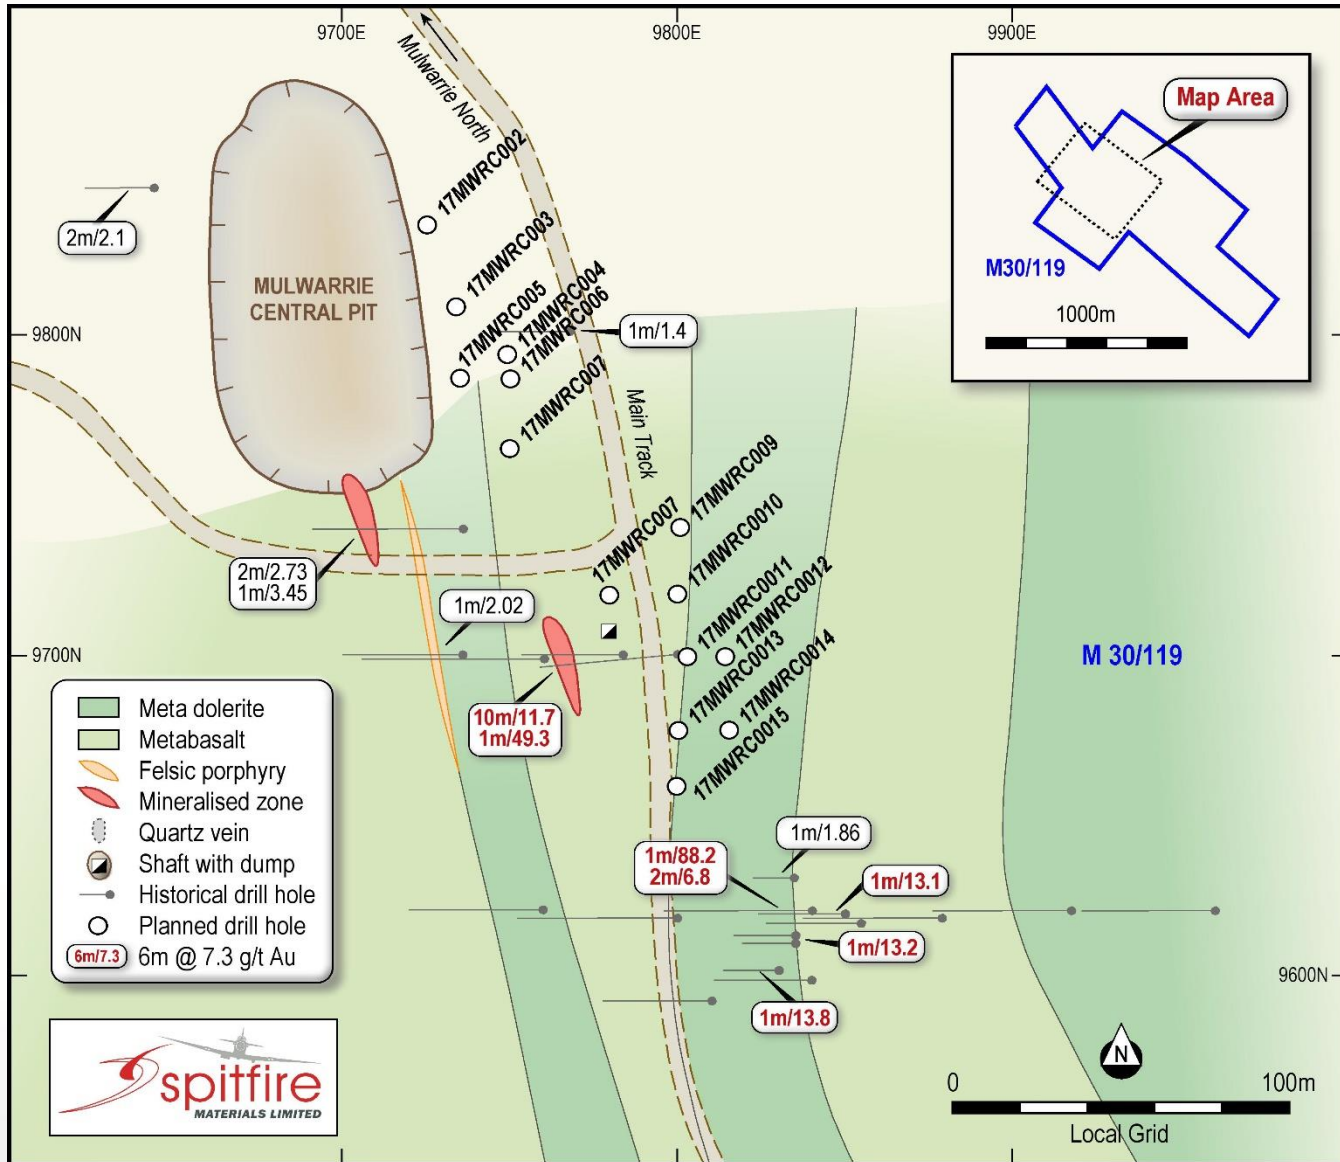 9700E
9800E
9900E
Mulwarrie North
Map Area
M30/119
1000m
17MWRC002
17MWRC003
17MWRC004
17MWRC005
17MWRC006
17MWRC007
2m/2.1
MULWARRIE
CENTRAL PIT
9800N
9800N
1m/1.4
Main Track
17MWRC009
17MWRC0010
17MWRC007
17MWRC0011
17MWRC0012
17MWRC0013
17MWRC0014
17MWRC0015
2m/2.73
1m/3.45
1m/2.02
9700N
9700N
M 30/119
10m/11.7
1m/49.3
Meta dolerite
Metabasalt
Felsic porphyry
Mineralised zone
Quartz vein
Shaft with dump
Historical drill hole
Planned drill hole
6m/7.3 6m @ 7.3 g/t Au
1m/1.86
1m/88.2
2m/6.8
1m/13.1
1m/13.2
9600N
1m/13.8
spitfire
MATERIALS LIMITED
N
0 100m
Local Grid